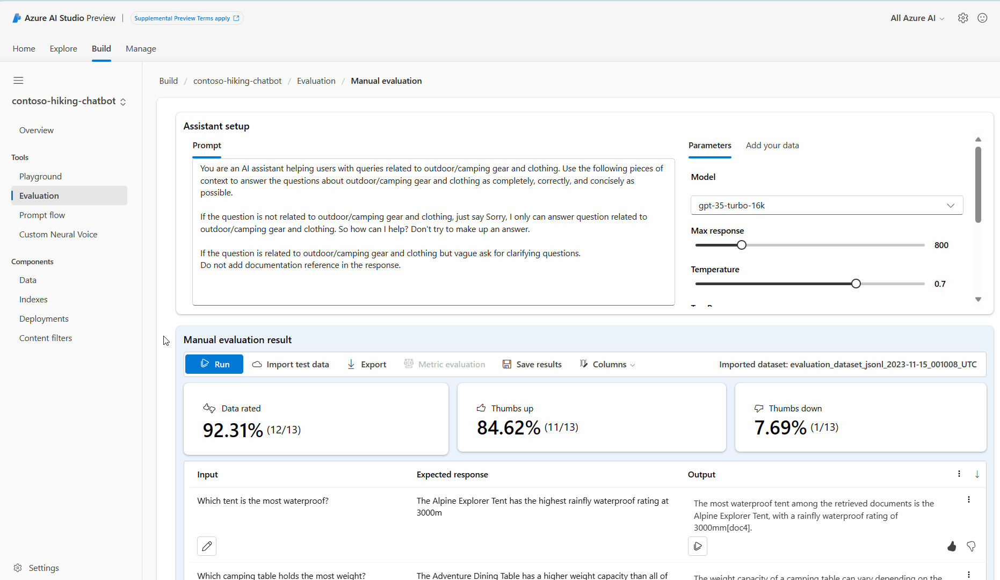 Azure AI Studio Preview | Supplemental Preview Terms apply
All Azure AI
Home Explore Build Manage
contoso-hiking-chatbot
Overview
Tools
Playground
Evaluation
Prompt flow
Custom Neural Voice
Components
Data
Indexes
Deployments
Content filters
Settings
Build / contoso-hiking-chatbot / Evaluation / Manual evaluation
Assistant setup
Prompt
You are an AI assistant helping users with queries related to outdoor/camping gear and clothing. Use the following pieces of
context to answer the questions about outdoor/camping gear and clothing as completely, correctly, and concisely as
possible.
If the question is not related to outdoor/camping gear and clothing, just say Sorry, I only can answer question related to
outdoor/camping gear and clothing. So how can I help? Don't try to make up an answer.
If the question is related to outdoor/camping gear and clothing but vague ask for clarifying questions.
Do not add documentation reference in the response.
Parameters Add your data
Model
gpt-35-turbo-16k
Max response
800
Temperature
0.7
Manual evaluation result
Run Import test data Export Metric evaluation Save results Columns Imported dataset: evaluation_dataset_jsonl_2023-11-15_001008_UTC
Data rated
92.31% (12/13)
Thumbs up
84.62% (11/13)
Thumbs down
7.69% (1/13)
Input Expected response Output
Which tent is the most waterproof?
The Alpine Explorer Tent has the highest rainfly waterproof rating at
3000m
The most waterproof tent among the retrieved documents is the
Alpine Explorer Tent, with a rainfly waterproof rating of
3000mm[doc4].
Which camping table holds the most weight?
The Adventure Dining Table has a higher weight capacity than all of
The weight capacity of a camping table can vary depending on the